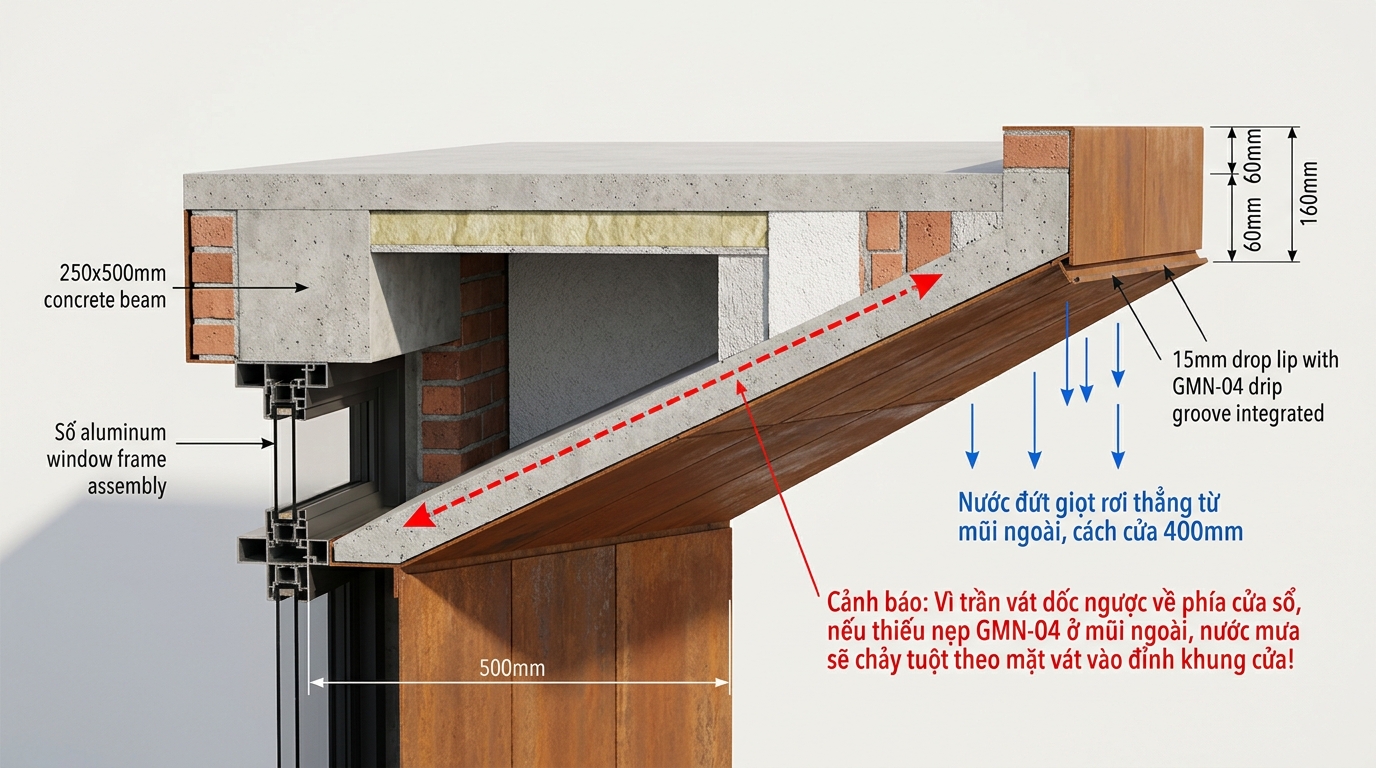 250x500mm
concrete beam
Số aluminum
window frame
assembly
60mm
60mm
160mm
15mm drop lip with
GMN-04 drip
groove integrated
Nước đứt giọt rơi thẳng từ
mũi ngoài, cách cửa 400mm
Cảnh báo: Vì trần vát dốc ngược về phía cửa sổ,
nếu thiếu nẹp GMN-04 ở mũi ngoài, nước mưa
sẽ chảy tuột theo mặt vát vào đỉnh khung cửa!
500mm